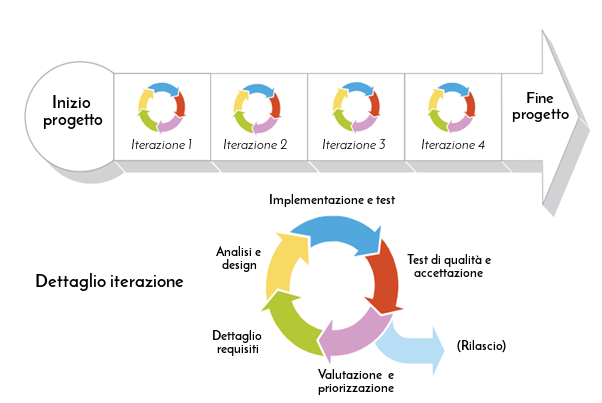 Inizio
progetto
Iterazione 1
Iterazione 2
Iterazione 3
Iterazione 4
Fine
progetto
Dettaglio iterazione
Implementazione e test
Analisi e
design
Test di qualità e
accettazione
Dettaglio
requisiti
(Rilascio)
Valutazione e
priorizzazione